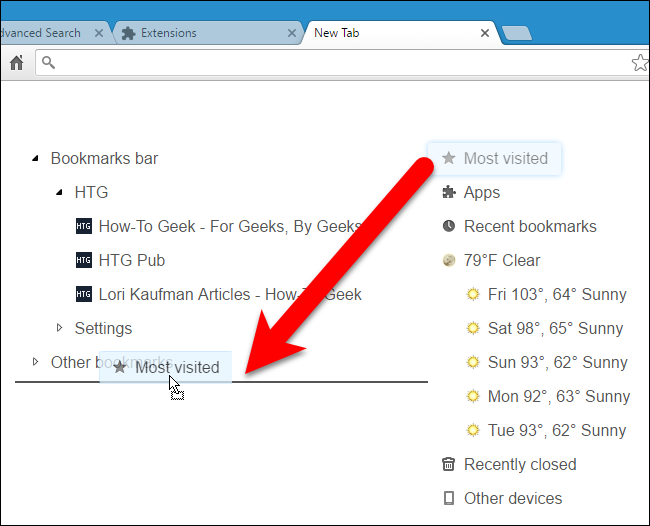 dvanced Search
Extensions
New Tab
Bookmarks bar
HTG
HTG How-To Geek - For Geeks, By Geeks
HTG HTG Pub
HTG Lori Kaufman Articles - How-To Geek
Settings
Other bookmarks
Most visited
Most visited
Apps
Recent bookmarks
79°F Clear
Fri 103°, 64° Sunny
Sat 98°, 65° Sunny
Sun 93°, 62° Sunny
Mon 92°, 63° Sunny
Tue 93°, 62° Sunny
Recently closed
Other devices